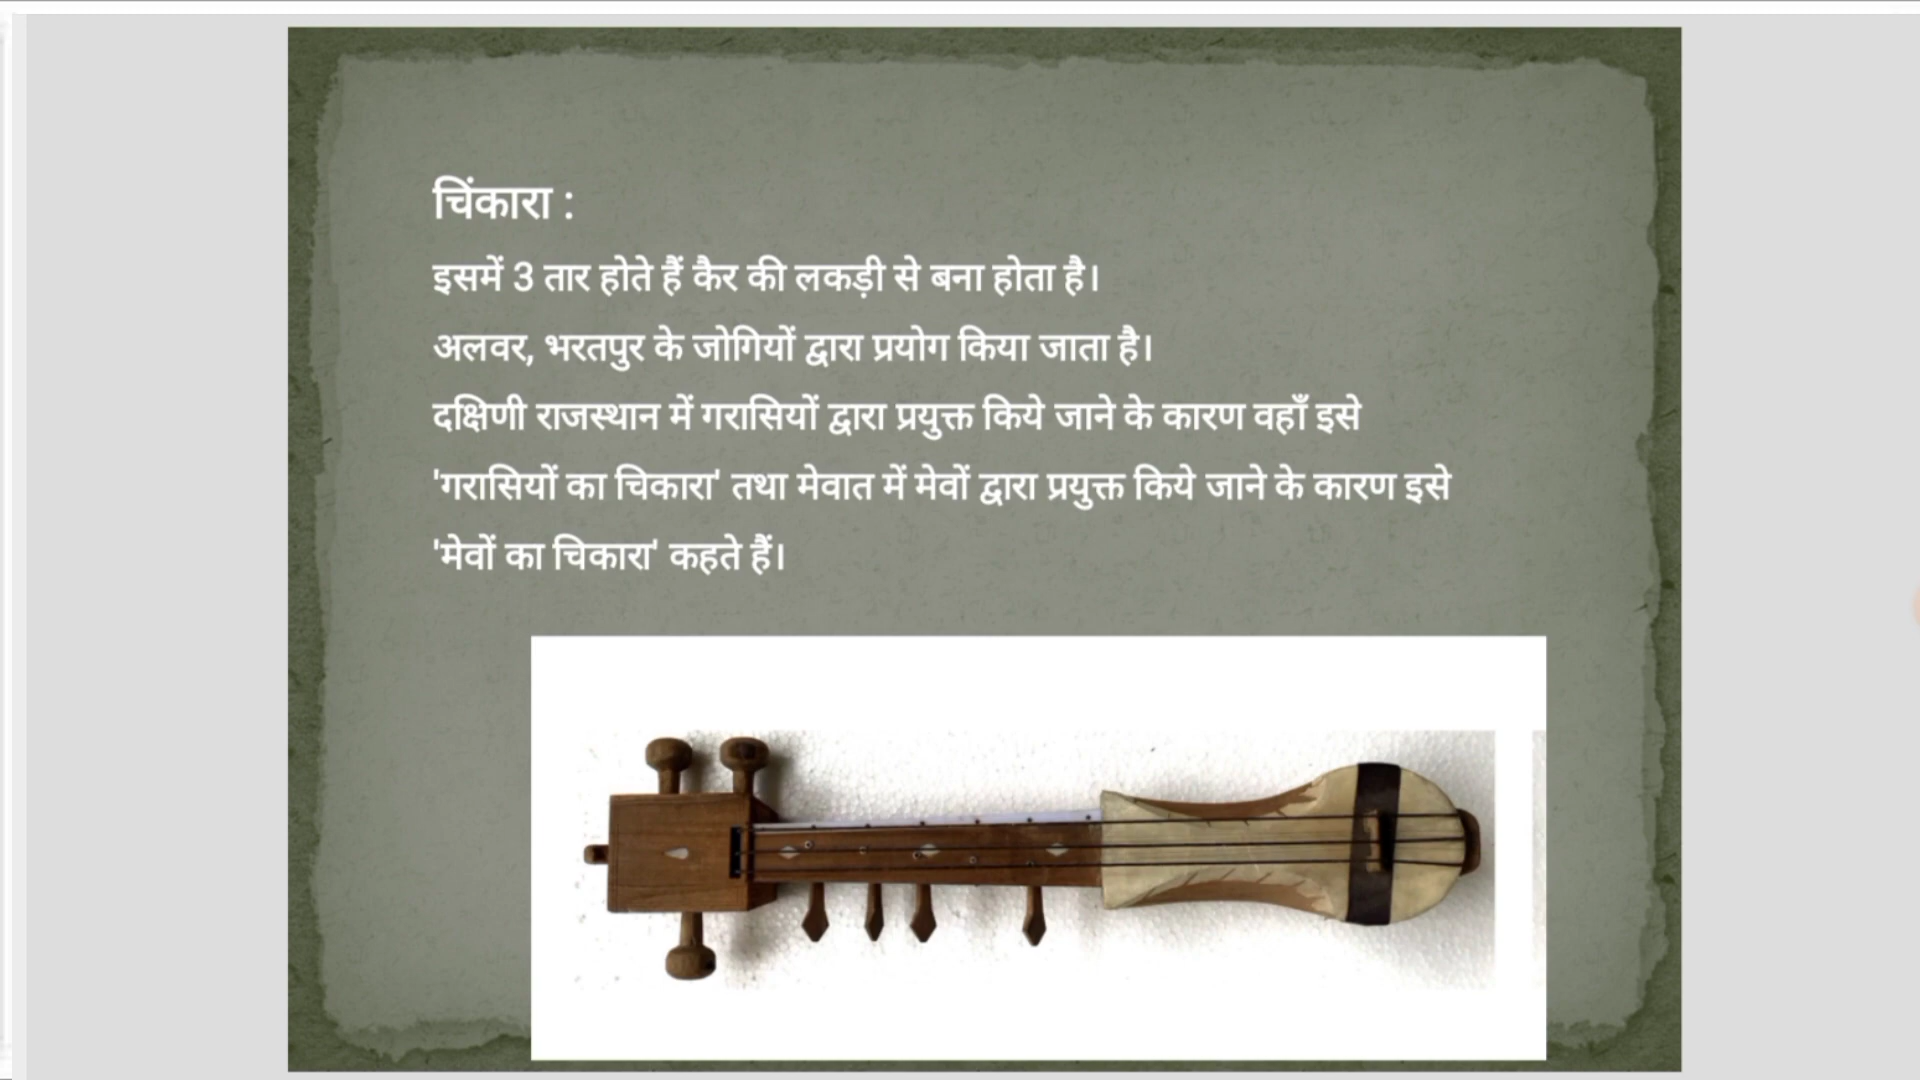 चिंकारा :
इसमें 3 तार होते हैं कैर की लकड़ी से बना होता है।
अलवर, भरतपुर के जोगियों द्वारा प्रयोग किया जाता है।
दक्षिणी राजस्थान में गरासियों द्वारा प्रयुक्त किये जाने के कारण वहाँ इसे
'गरासियों का चिकारा' तथा मेवात में मेवों द्वारा प्रयुक्त किये जाने के कारण इसे
'मेवों का चिकारा' कहते हैं।